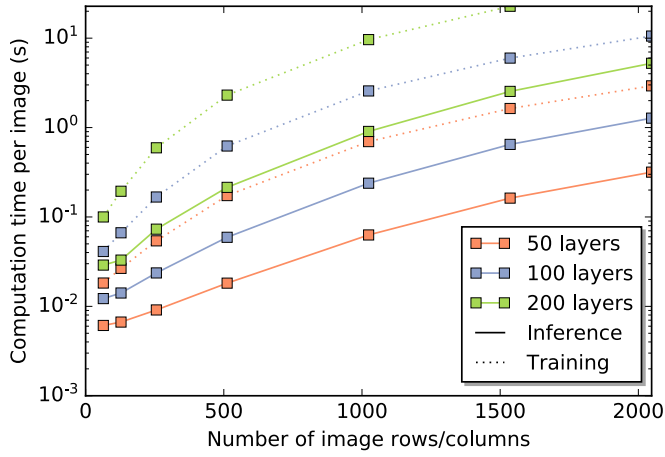 Computation time per image (s)
10^1
10^0
10^-1
10^-2
10^-3
0
500
1000
1500
2000
Number of image rows/columns
50 layers
100 layers
200 layers
Inference
Training